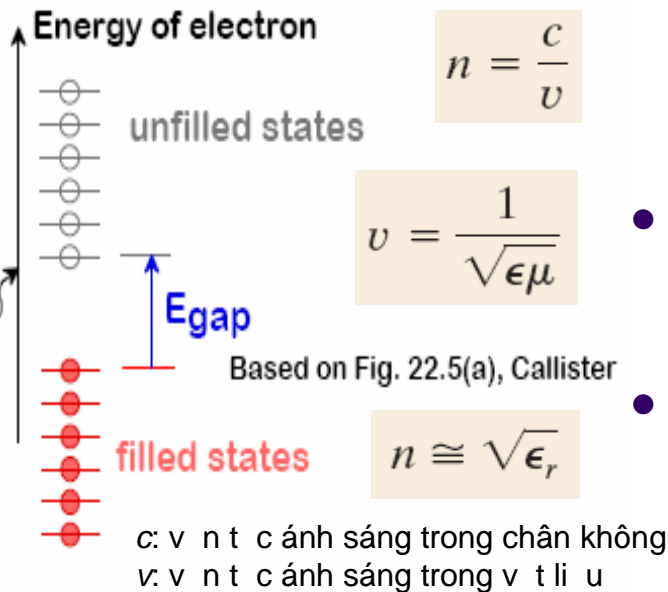 Energy of electron
n = c/v
unfilled states
v = 1/√ϵμ
Egap
Based on Fig. 22.5(a), Callister
filled states
n ≅ √ϵr
c: v n t c ánh sáng trong chân không
v: v n t c ánh sáng trong v t li u